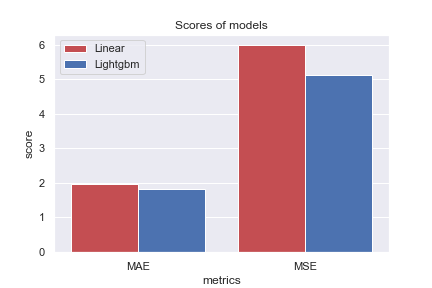 Scores of models
Linear
Lightgbm
6
5
4
3
2
1
0
score
MAE
MSE
metrics